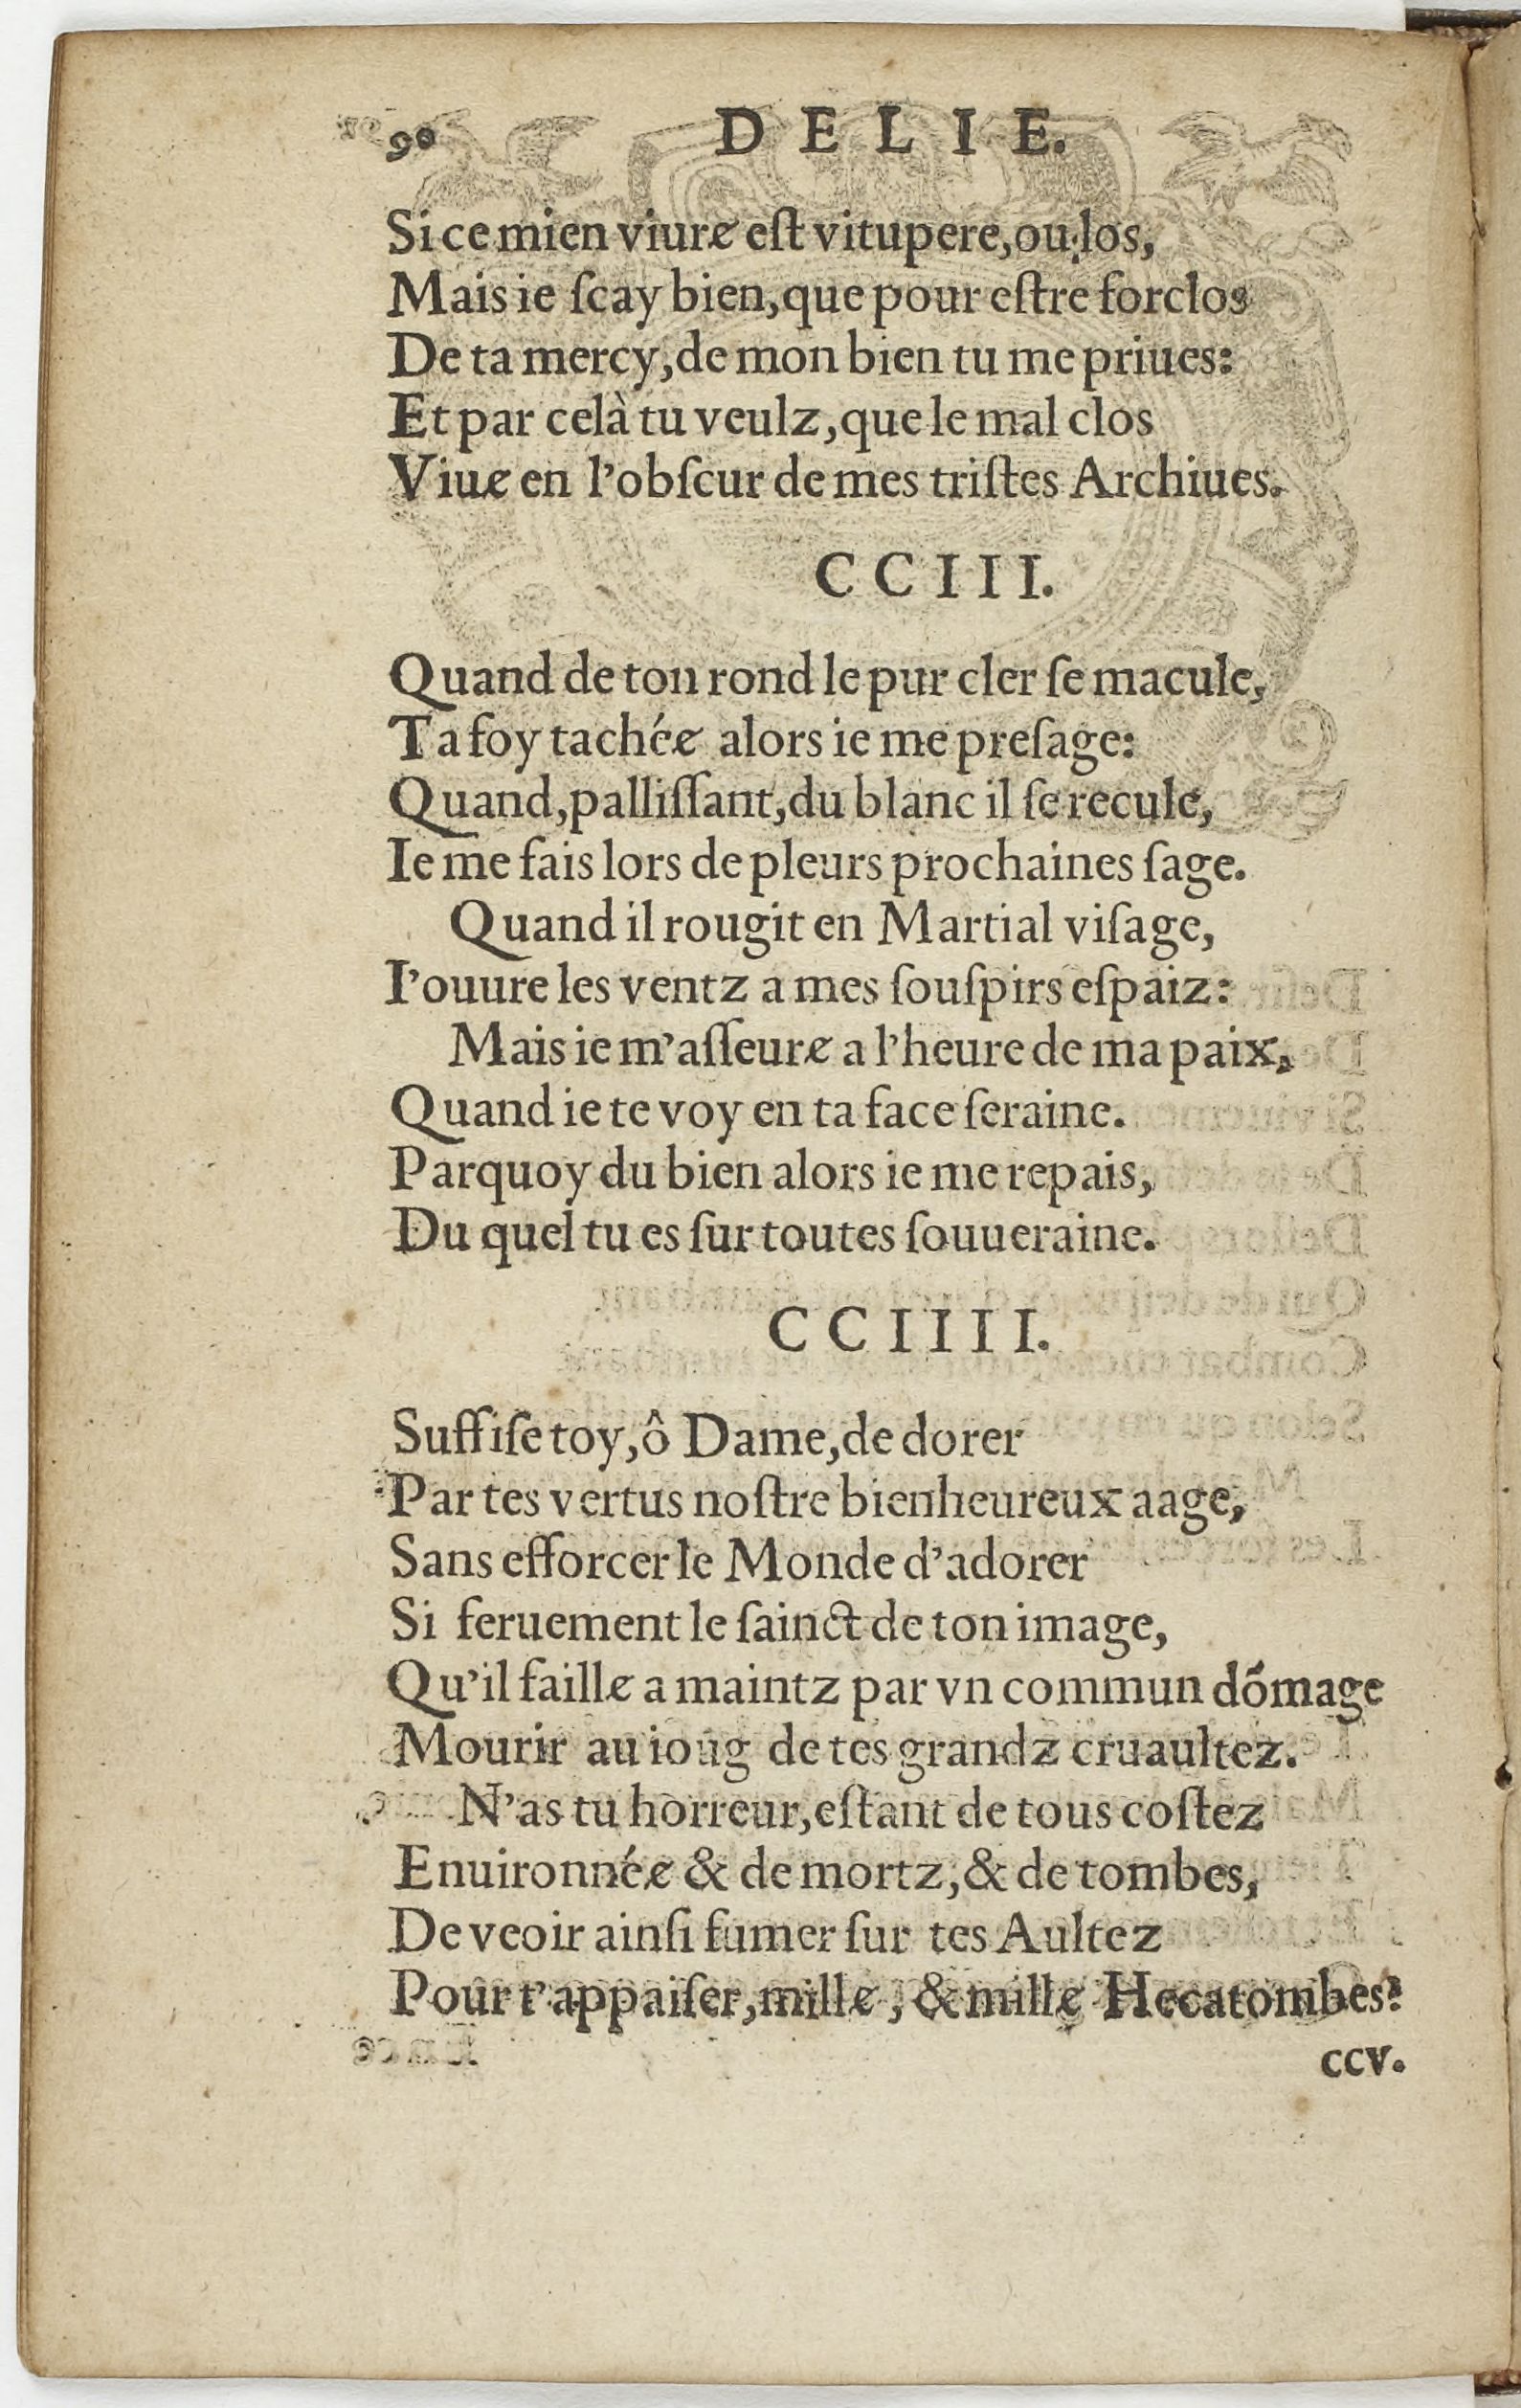 90 DELIE.
Si ce mien viure eſt vitupere, ou los,
Mais ie ſcay bien, que pour eſtre forclos
De ta mercy, de mon bien tu me priues:
Et par celà tu veulz, que le mal clos
Viue en l'obſcur de mes triſtes Archiues.
CCIII.
Quand de ton rond le pur cler ſe macule,
Ta foy tachée alors ie me preſage:
Quand, palliſſant, du blanc il ſe recule,
Ie me fais lors de pleurs prochaines ſage.
Quand il rougit en Martial viſage,
I'ouure les ventz a mes ſouſpirs eſpaiz:
Mais ie m'aſſeure a l'heure de ma paix,
Quand ie te voy en ta face ſeraine.
Parquoy du bien alors ie me repais,
Du quel tu es ſur toutes ſouueraine.
CCIIII.
Suffiſe toy, ô Dame, de dorer
Par tes vertus noſtre bienheureux aage,
Sans efforcer le Monde d'adorer
Si feruement le ſainct de ton image,
Qu'il faille a maintz par vn commun dõmage
Mourir au ioug de tes grandz cruaultez.
N'as tu horreur, eſtant de tous coſtez
Enuironnée & de mortz, & de tombes,
De veoir ainſi fumer ſur tes Aultez
Pour t'appaiſer, mille, & mille Hecatombes?
CCV.